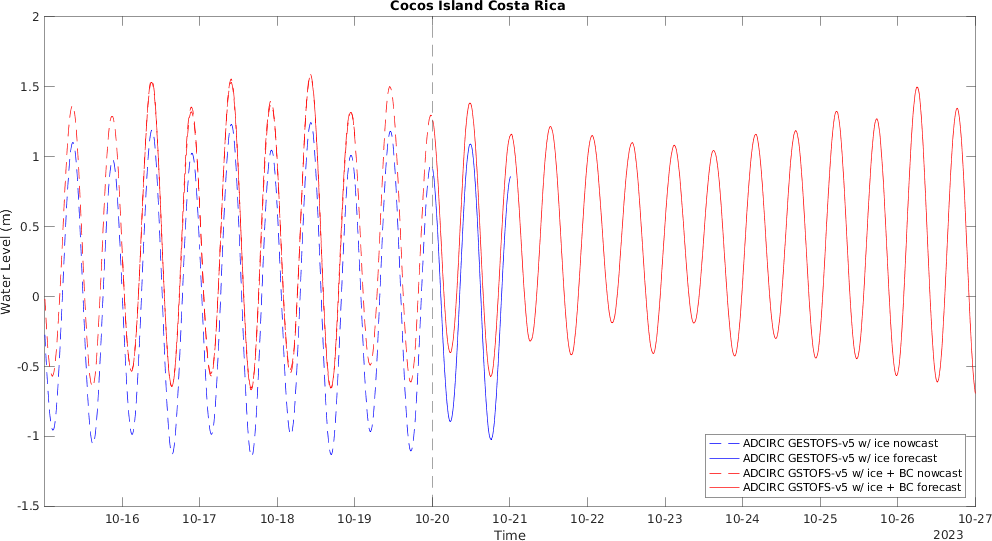 Cocos Island Costa Rica
Water Level (m)
2
1.5
1
0.5
0
-0.5
-1
-1.5
ADCIRC GESTOFS-v5 w/ ice nowcast
ADCIRC GESTOFS-v5 w/ ice forecast
ADCIRC GSTOFS-v5 w/ ice + BC nowcast
ADCIRC GSTOFS-v5 w/ ice + BC forecast
10-16 10-17 10-18 10-19 10-20 10-21 10-22 10-23 10-24 10-25 10-26 10-27
Time
2023